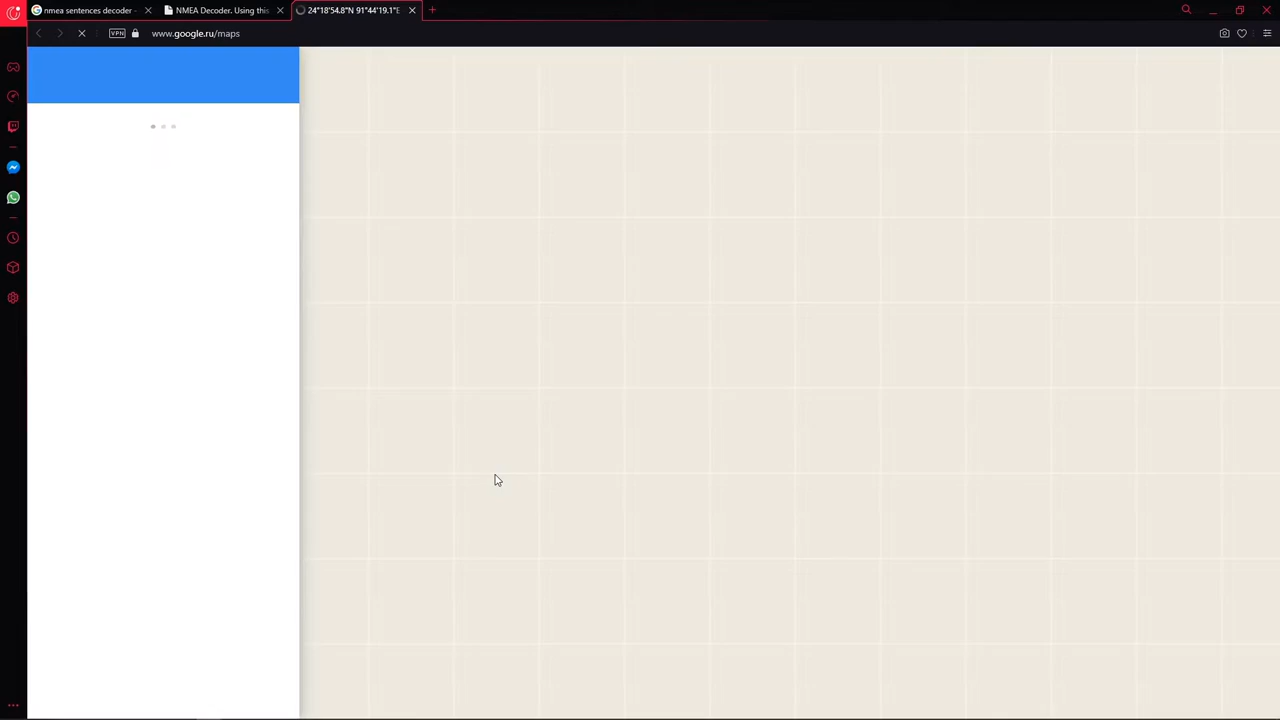 nmea sentences decoder -
NMEA Decoder. Using this
24°18'54.8"N 91°44'19.1"E
VPN
www.google.ru/maps